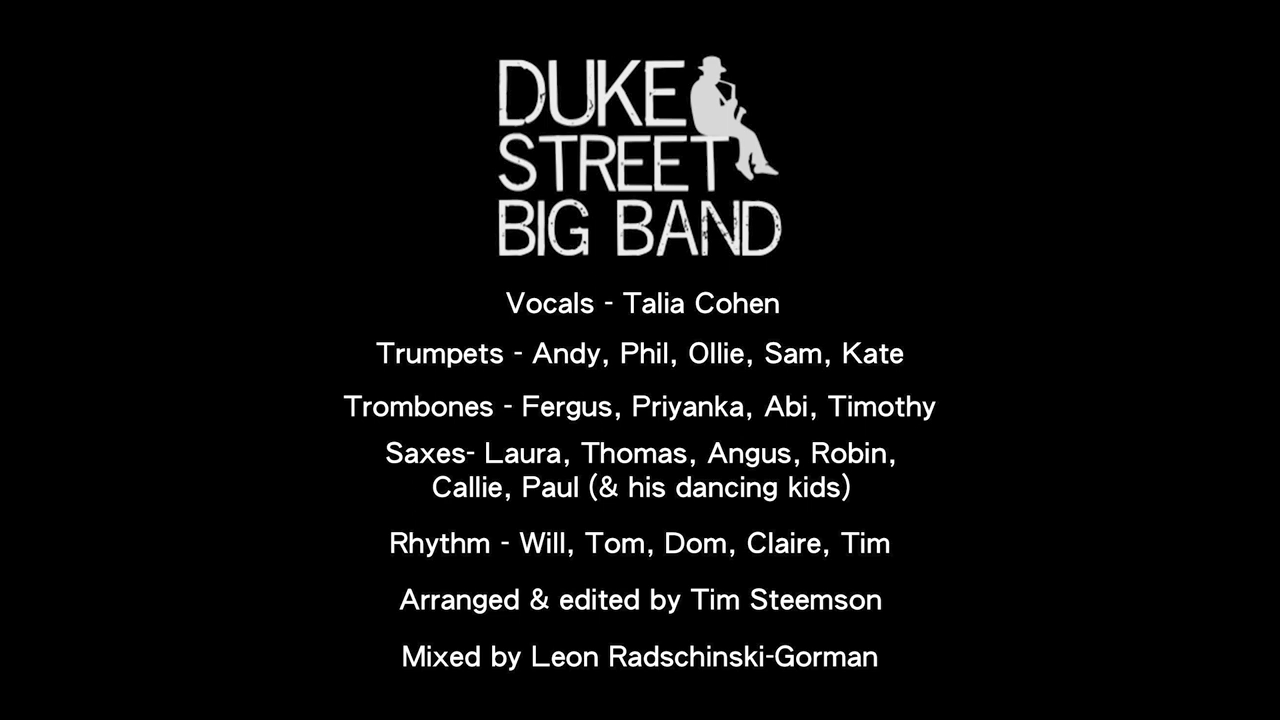 DUKE
STREET
BIG BAND
Vocals - Talia Cohen
Trumpets - Andy, Phil, Ollie, Sam, Kate
Trombones - Fergus, Priyanka, Abi, Timothy
Saxes- Laura, Thomas, Angus, Robin,
Callie, Paul (& his dancing kids)
Rhythm - Will, Tom, Dom, Claire, Tim
Arranged & edited by Tim Steemson
Mixed by Leon Radschinski-Gorman